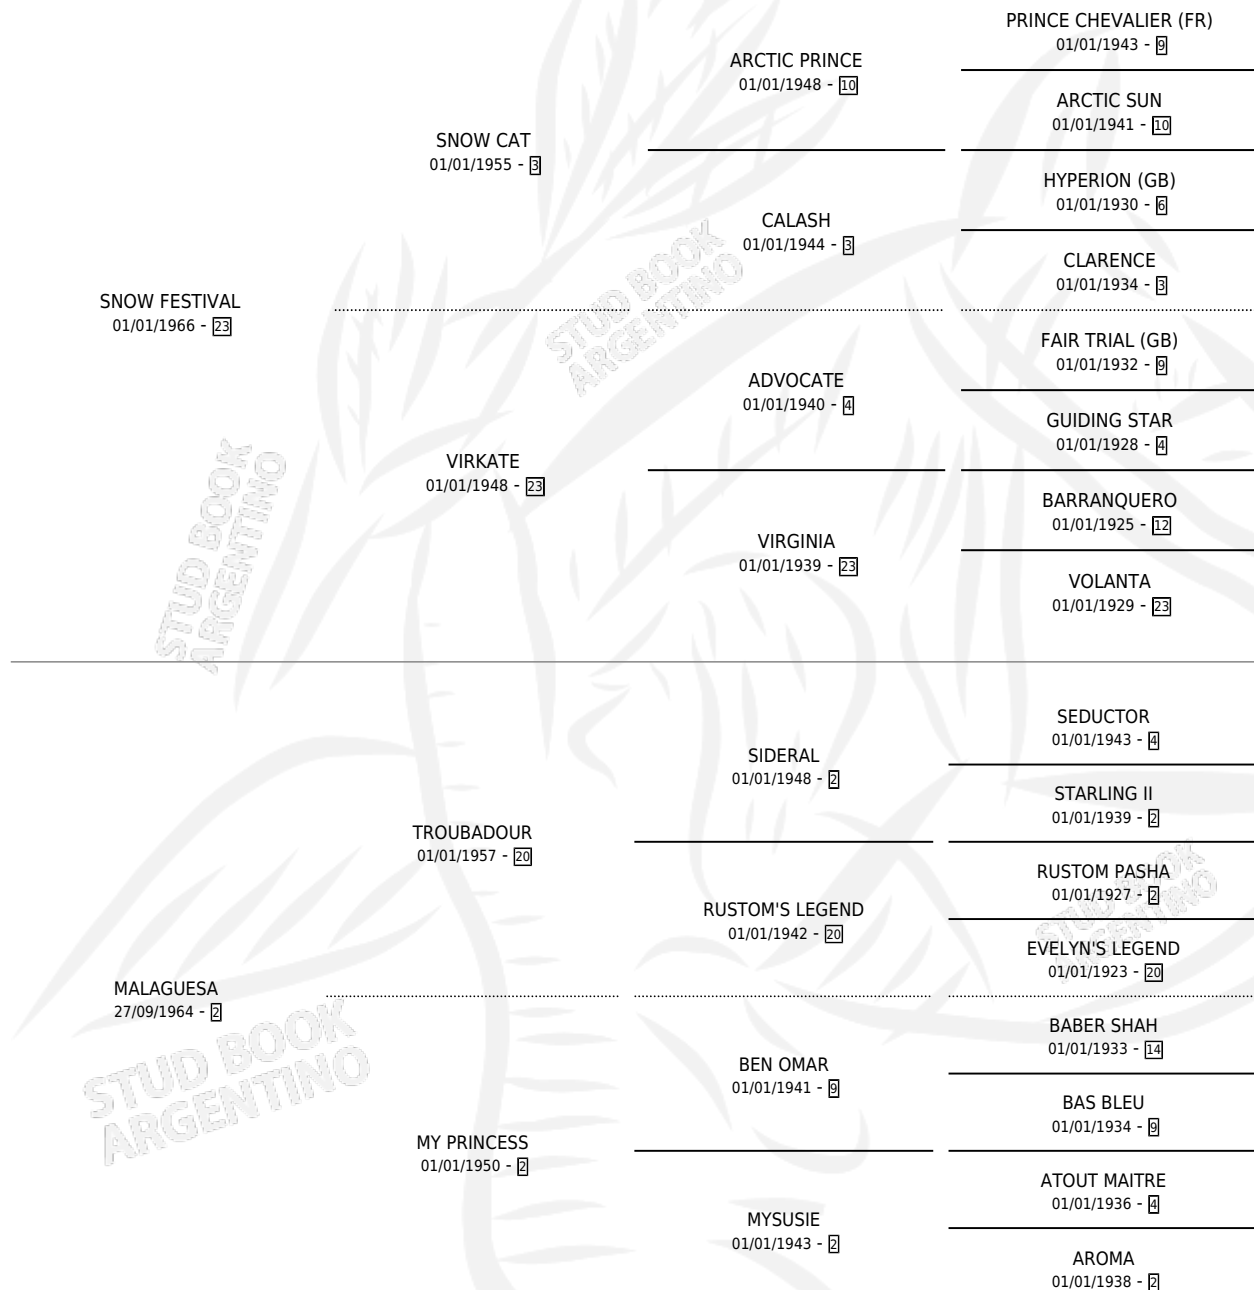 PRINCE CHEVALIER (FR)
01/01/1943 - 9
ARCTIC PRINCE
01/01/1948 - 10
ARCTIC SUN
01/01/1941 - 10
SNOW CAT
01/01/1955 - 3
HYPERION (GB)
01/01/1930 - 6
CALASH
01/01/1944 - 3
CLARENCE
01/01/1934 - 3
SNOW FESTIVAL
01/01/1966 - 23
STUD BOOK
ARGENTINO
FAIR TRIAL (GB)
01/01/1932 - 9
ADVOCATE
01/01/1940 - 4
GUIDING STAR
01/01/1928 - 4
VIRKATE
01/01/1948 - 23
BARRANQUERO
01/01/1925 - 12
VIRGINIA
01/01/1939 - 23
VOLANTA
01/01/1929 - 23
STUD BOOK
ARGENTINO
SEDUCTOR
01/01/1943 - 4
SIDERAL
01/01/1948 - 2
STARLING II
01/01/1939 - 2
TROUBADOUR
01/01/1957 - 20
RUSTOM PASHA
01/01/1927 - 2
RUSTOM'S LEGEND
01/01/1942 - 20
STUD BOOK
ARGENTINO
EVELYN'S LEGEND
01/01/1923 - 20
MALAGUESA
27/09/1964 - 2
BABER SHAH
01/01/1933 - 14
STUD BOOK
ARGENTINO
BEN OMAR
01/01/1941 - 9
BAS BLEU
01/01/1934 - 9
MY PRINCESS
01/01/1950 - 2
ATOUT MAITRE
01/01/1936 - 4
MYSUSIE
01/01/1943 - 2
AROMA
01/01/1938 - 2